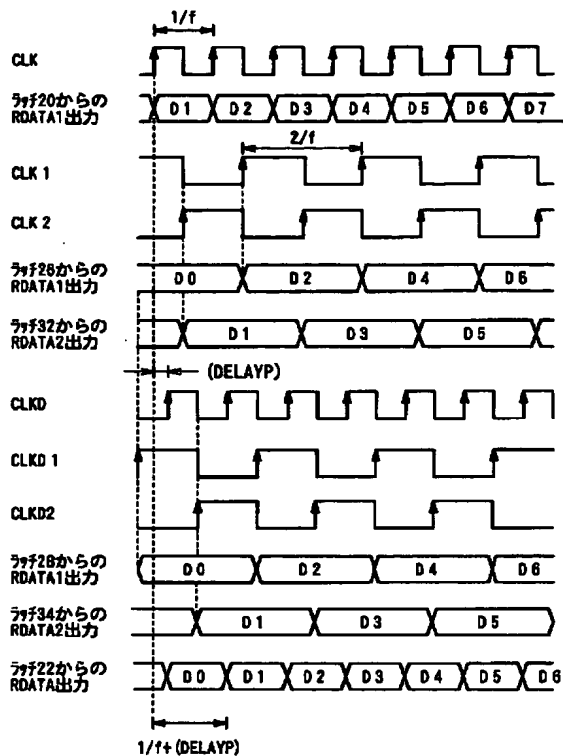 1/f
CLK
ラッチ20からの
RDATA1出力
D1 D2 D3 D4 D5 D6 D7
2/f
CLK 1
CLK 2
ラッチ26からの
RDATA1出力
D0 D2 D4 D6
ラッチ32からの
RDATA2出力
D1 D3 D5
(DELAYP)
CLKD
CLKD 1
CLKD2
ラッチ28からの
RDATA1出力
D0 D2 D4 D6
ラッチ34からの
RDATA2出力
D1 D3 D5
ラッチ22からの
RDATA出力
D0 D1 D2 D3 D4 D5 D6
1/f+(DELAYP)